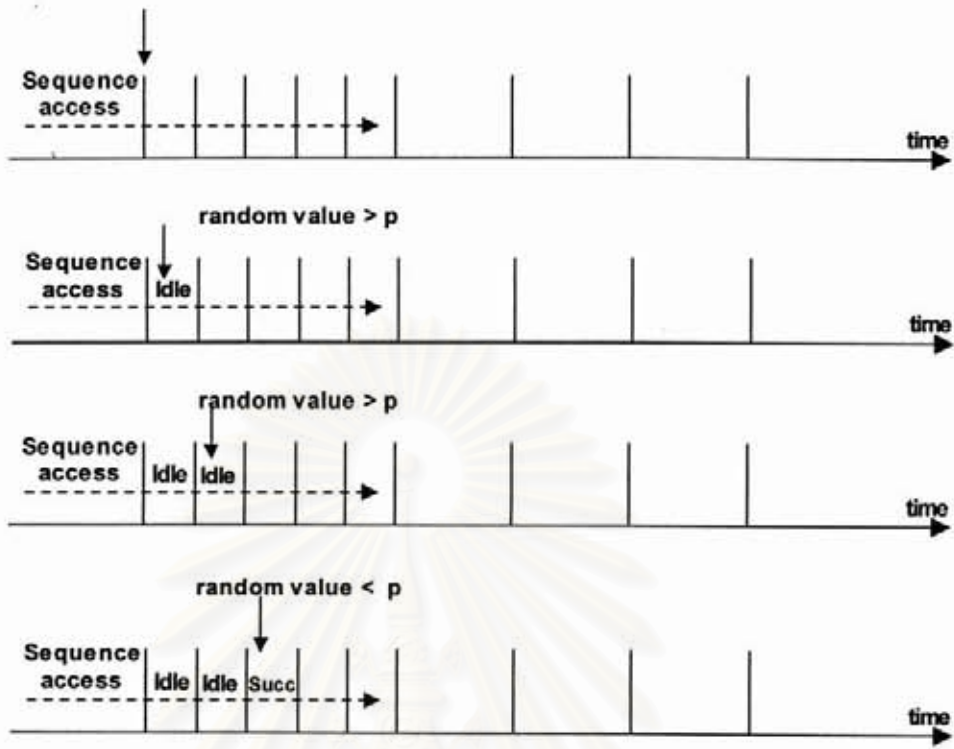 Sequence
access
time
random value > p
Sequence
access Idle
time
random value > p
Sequence
access Idle Idle
time
random value < p
Sequence
access Idle Idle Succ
time